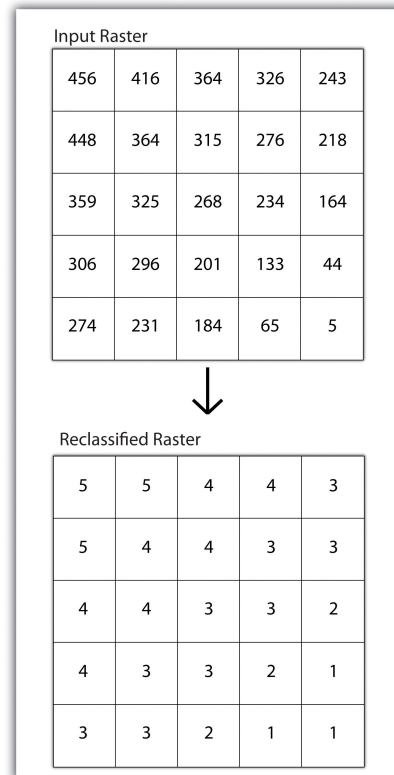 Input Raster
456 416 364 326 243
448 364 315 276 218
359 325 268 234 164
306 296 201 133 44
274 231 184 65 5
Reclassified Raster
5 5 4 4 3
5 4 4 3 3
4 4 3 3 2
4 3 3 2 1
3 3 2 1 1